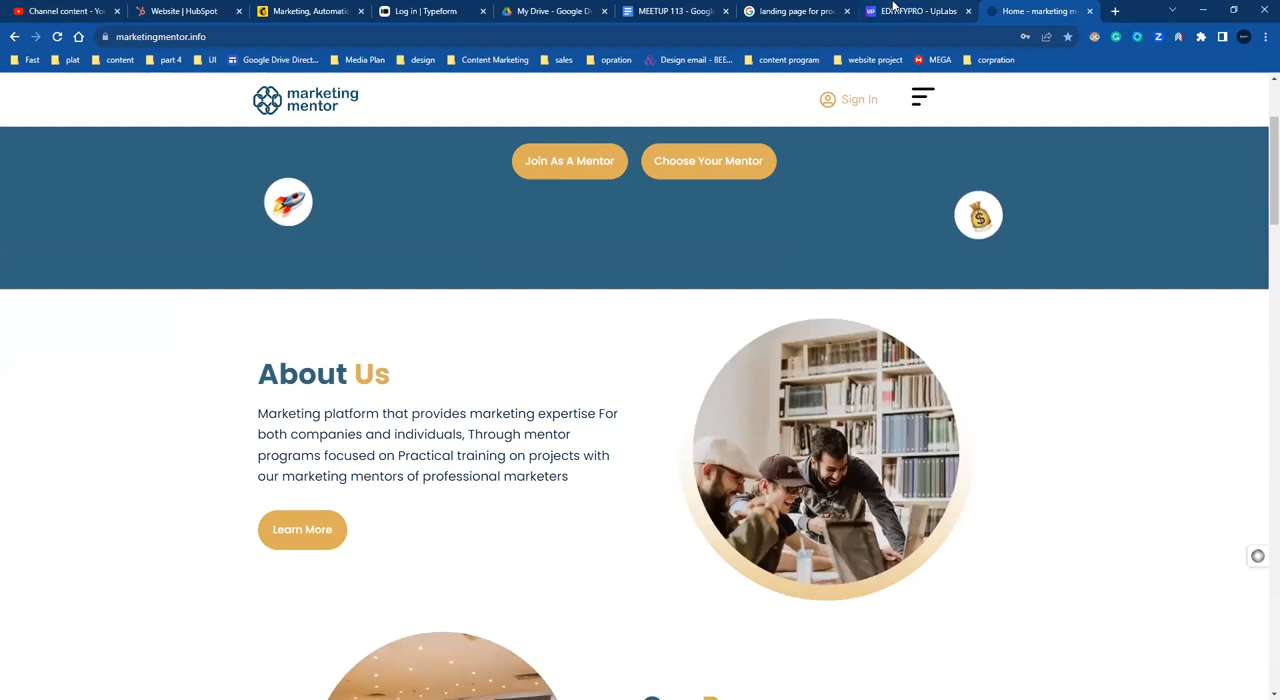 Channel content - Yo
Website | HubSpot
Marketing, Automatic
Log in | Typeform
My Drive - Google D
MEETUP 113 - Googl
landing page for pro
EDI FYPRO - UpLabs
Home - marketing m
marketingmentor.info
Fast
plat
content
part 4
UI
Google Drive Direct...
Media Plan
design
Content Marketing
sales
opration
Design email - BEE...
content program
website project
MEGA
corpration
marketing
mentor
Sign In
Join As A Mentor
Choose Your Mentor
About Us
Marketing platform that provides marketing expertise For
both companies and individuals, Through mentor
programs focused on Practical training on projects with
our marketing mentors of professional marketers
Learn More